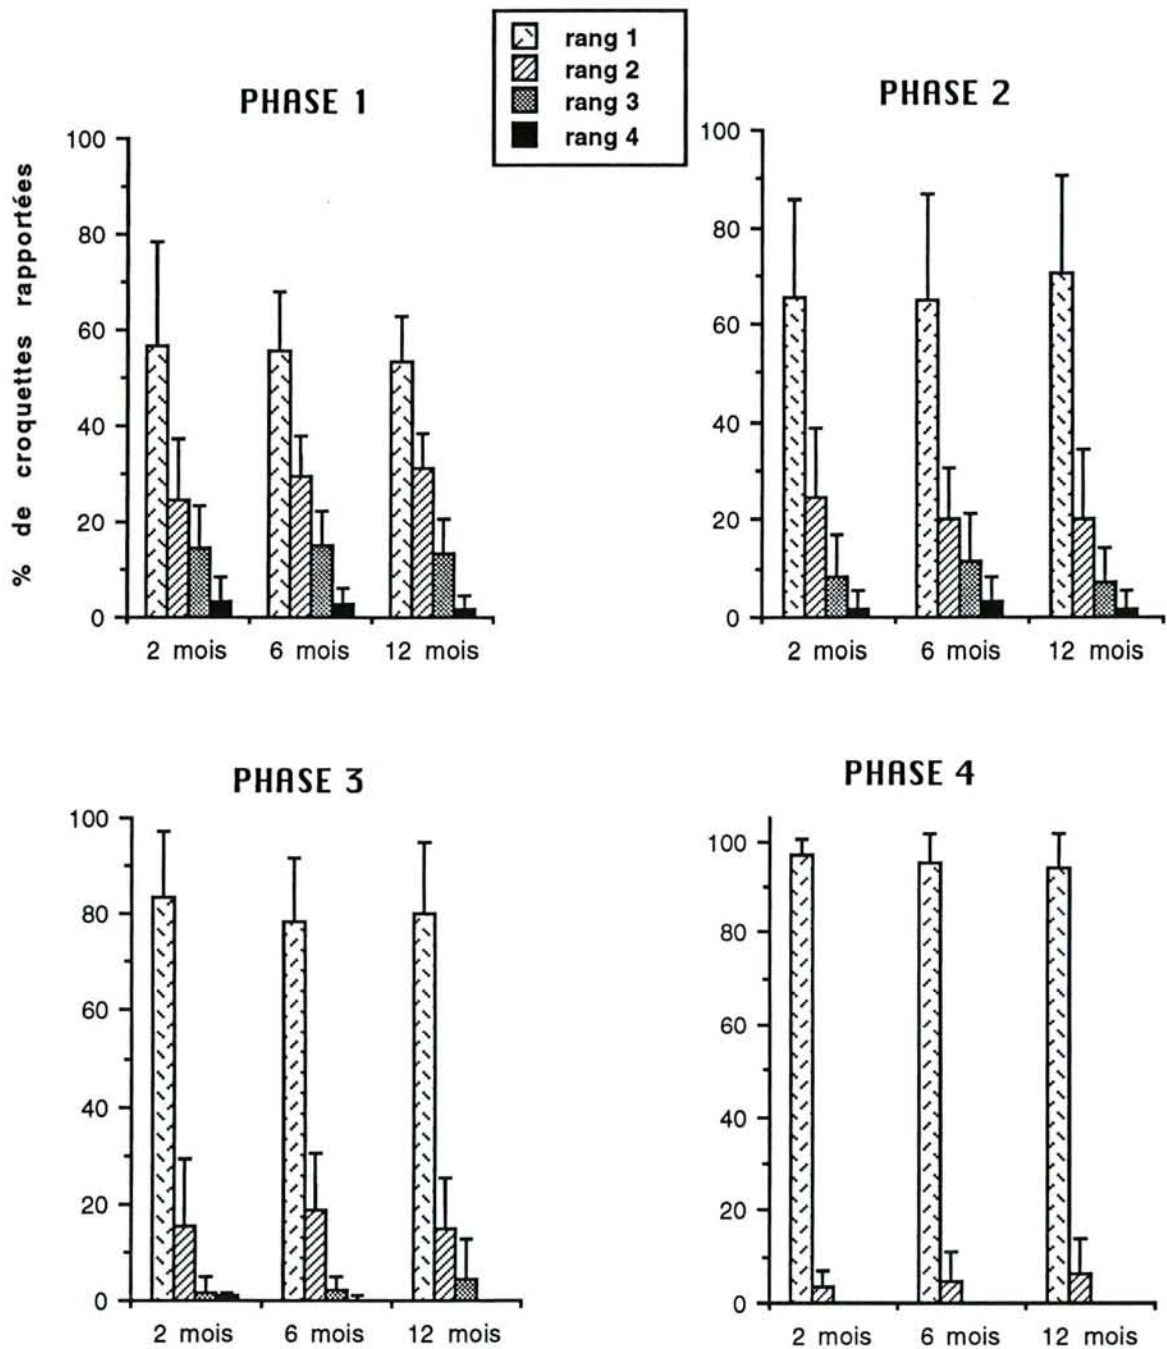 rang 1
rang 2
rang 3
rang 4
PHASE 1
% de croquettes rapportées
100
80
60
40
20
0
2 mois
6 mois
12 mois
PHASE 2
100
80
60
40
20
0
2 mois
6 mois
12 mois
PHASE 3
100
80
60
40
20
0
2 mois
6 mois
12 mois
PHASE 4
100
80
60
40
20
0
2 mois
6 mois
12 mois